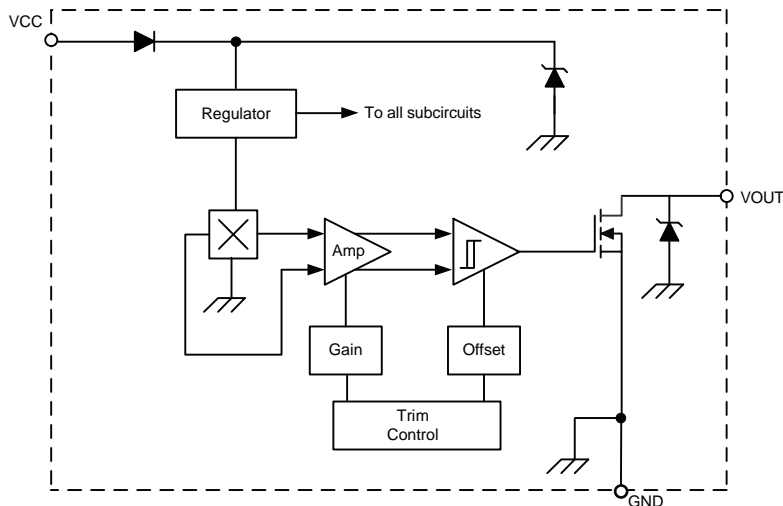 VCC
Regulator
To all subcircuits
VOUT
Amp
Gain
Offset
Trim
Control
GND